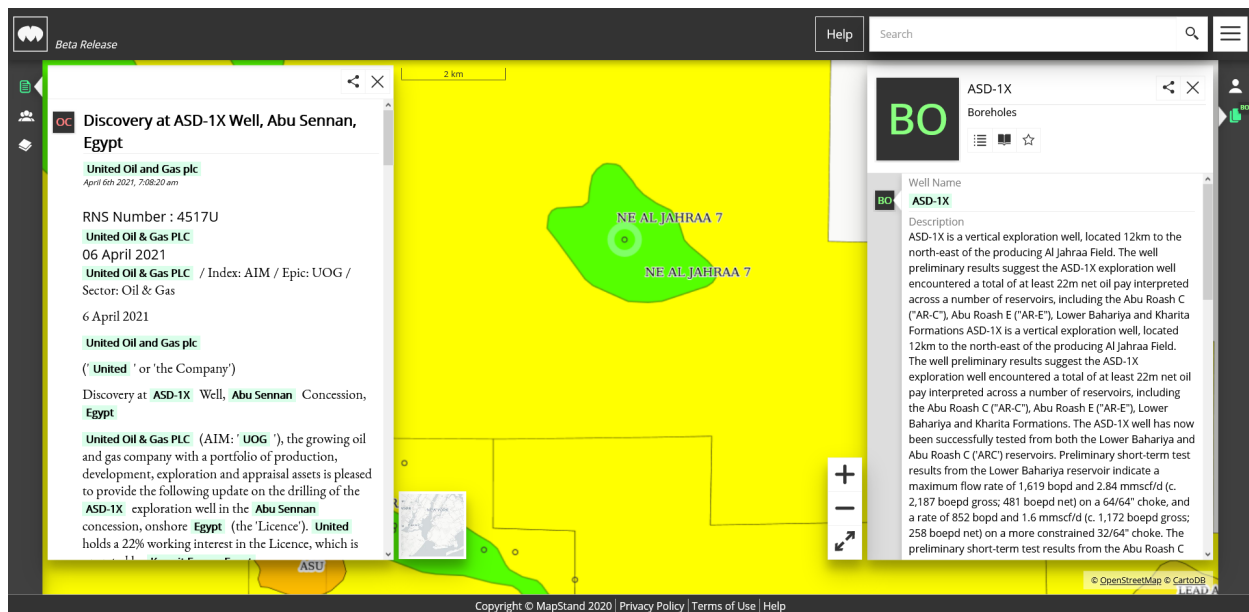 Beta Release
Help
Search
Discovery at ASD-1X Well, Abu Sennan,
Egypt
OC
United Oil and Gas plc
April 6th 2021, 7:08:20 am
RNS Number : 4517U
United Oil & Gas PLC
06 April 2021
United Oil & Gas PLC / Index: AIM / Epic: UOG /
Sector: Oil & Gas
6 April 2021
United Oil and Gas plc
(' United ' or 'the Company')
Discovery at ASD-1X Well, Abu Sennan Concession,
Egypt
United Oil & Gas PLC (AIM: ' UOG '), the growing oil
and gas company with a portfolio of production,
development, exploration and appraisal assets is pleased
to provide the following update on the drilling of the
ASD-1X exploration well in the Abu Sennan
concession, onshore Egypt (the 'Licence'). United
holds a 22% working interest in the Licence, which is
2 km
NE AL JAHRAA 7
NE AL JAHRAA 7
ASU
LEAD A
BO
ASD-1X
Boreholes
BO
BO
Well Name
ASD-1X
Description
ASD-1X is a vertical exploration well, located 12km to the
north-east of the producing Al Jahraa Field. The well
preliminary results suggest the ASD-1X exploration well
encountered a total of at least 22m net oil pay interpreted
across a number of reservoirs, including the Abu Roash C
("AR-C"), Abu Roash E ("AR-E"), Lower Bahariya and Kharita
Formations ASD-1X is a vertical exploration well, located
12km to the north-east of the producing Al Jahraa Field.
The well preliminary results suggest the ASD-1X
exploration well encountered a total of at least 22m net oil
pay interpreted across a number of reservoirs, including
the Abu Roash C ("AR-C"), Abu Roash E ("AR-E"), Lower
Bahariya and Kharita Formations. The ASD-1X well has now
been successfully tested from both the Lower Bahariya and
Abu Roash C ('ARC') reservoirs. Preliminary short-term test
results from the Lower Bahariya reservoir indicate a
maximum flow rate of 1,619 bopd and 2.84 mmscf/d (c.
2,187 boepd gross; 481 boepd net) on a 64/64" choke, and
a rate of 852 bopd and 1.6 mmscf/d (c. 1,172 boepd gross;
258 boepd net) on a more constrained 32/64" choke. The
preliminary short-term test results from the Abu Roash C
© OpenStreetMap © CartoDB
Copyright © MapStand 2020 | Privacy Policy | Terms of Use | Help